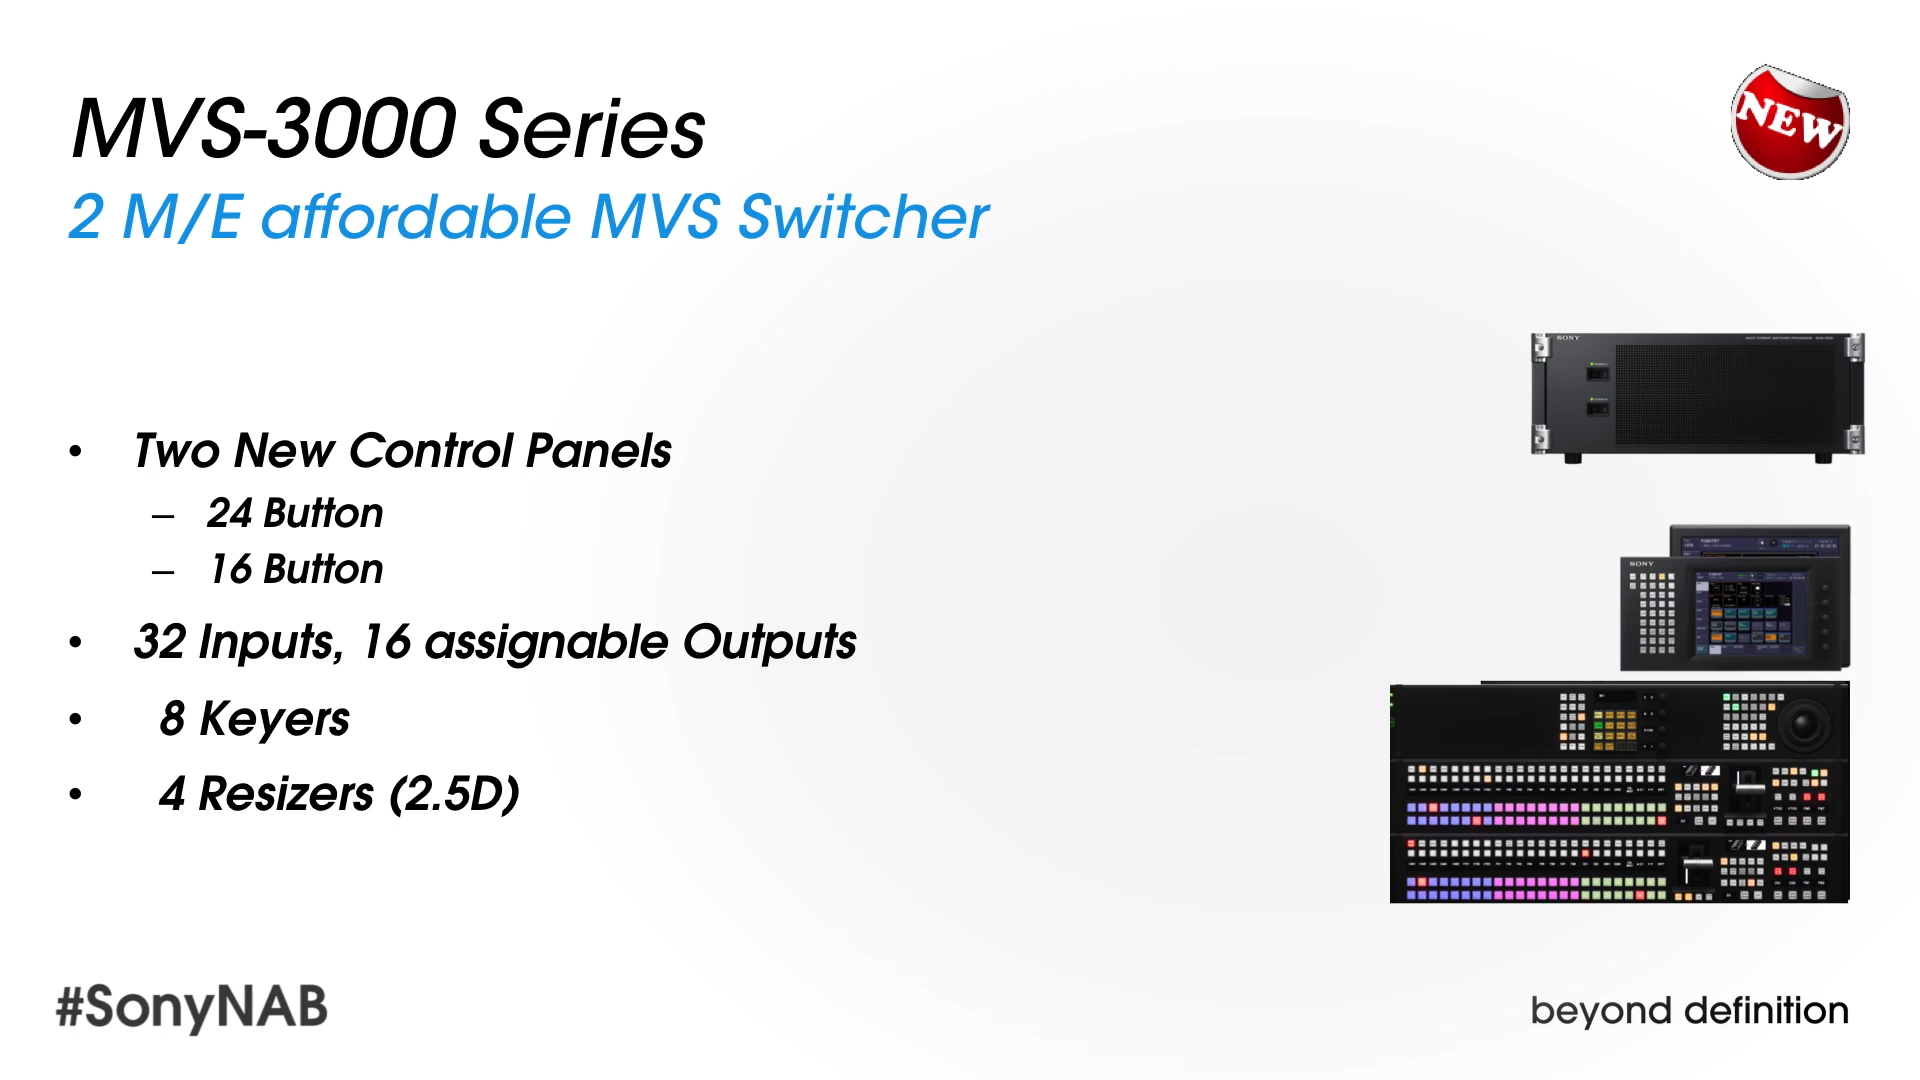 MVS-3000 Series
NEW
2 M/E affordable MVS Switcher
SONY
• Two New Control Panels
– 24 Button
– 16 Button
SONY
• 32 Inputs, 16 assignable Outputs
• 8 Keyers
• 4 Resizers (2.5D)
#SonyNAB
beyond definition